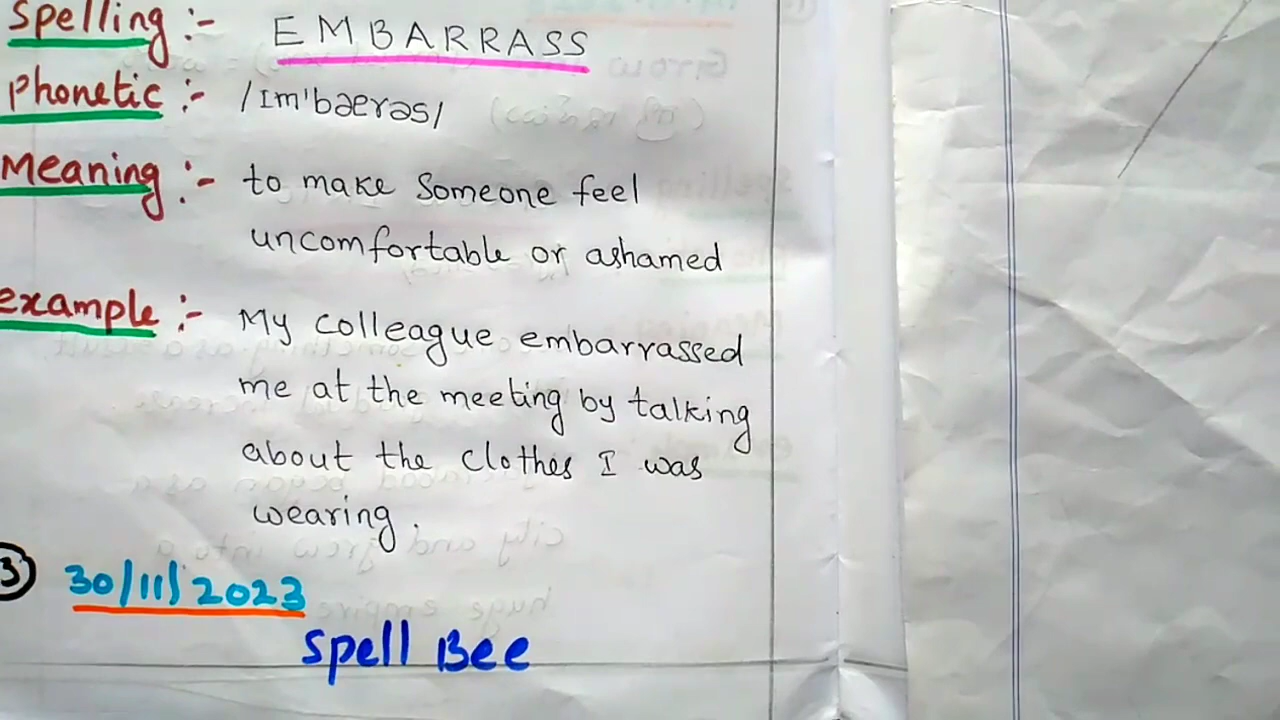 Spelling :- EMBARRASS
Phonetic :- /Im'bærəs/
Meaning :- to make someone feel
uncomfortable or ashamed
example :- My colleague embarrassed
me at the meeting by talking
about the clothes I was
wearing.
3 30/11/2023
Spell Bee